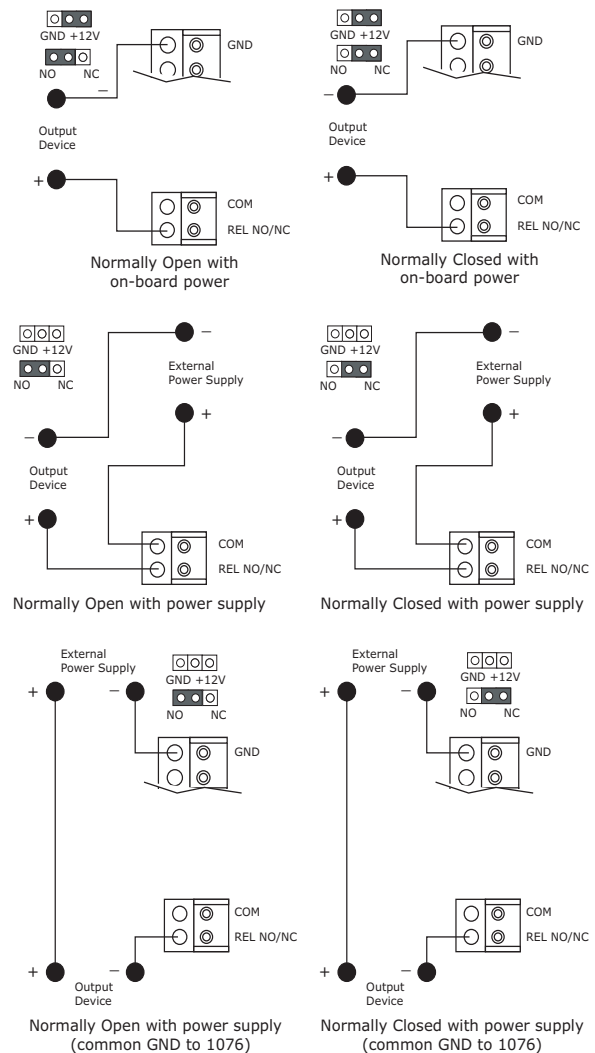 GND +12V
NO NC
GND
−
Output
Device
+
COM
REL NO/NC
Normally Open with
on-board power
GND +12V
NO NC
GND
−
Output
Device
+
COM
REL NO/NC
Normally Closed with
on-board power
GND +12V
NO NC
−
External
Power Supply
+
−
Output
Device
+
COM
REL NO/NC
Normally Open with power supply
GND +12V
NO NC
−
External
Power Supply
+
−
Output
Device
+
COM
REL NO/NC
Normally Closed with power supply
External
Power Supply
GND +12V
+ −
NO NC
GND
COM
REL NO/NC
+ −
Output
Device
Normally Open with power supply
(common GND to 1076)
External
Power Supply
GND +12V
+ −
NO NC
GND
COM
REL NO/NC
+ −
Output
Device
Normally Closed with power supply
(common GND to 1076)